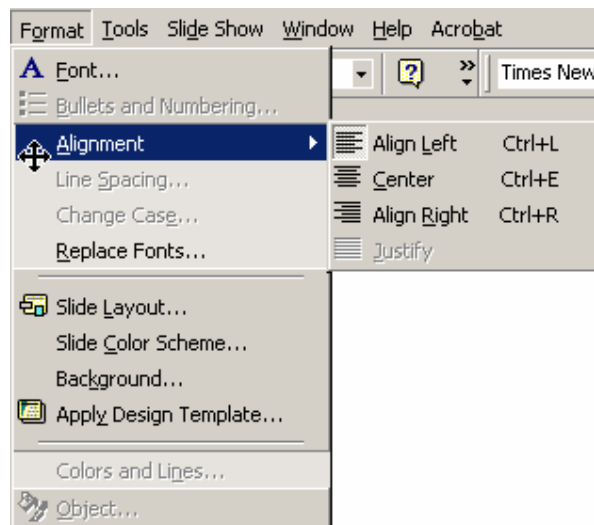 Format Tools Slide Show Window Help Acrobat
A Font...
Times New
Bullets and Numbering...
Alignment
Align Left Ctrl+L
Line Spacing...
Center Ctrl+E
Change Case...
Align Right Ctrl+R
Replace Fonts...
Justify
Slide Layout...
Slide Color Scheme...
Background...
Apply Design Template...
Colors and Lines...
Object...